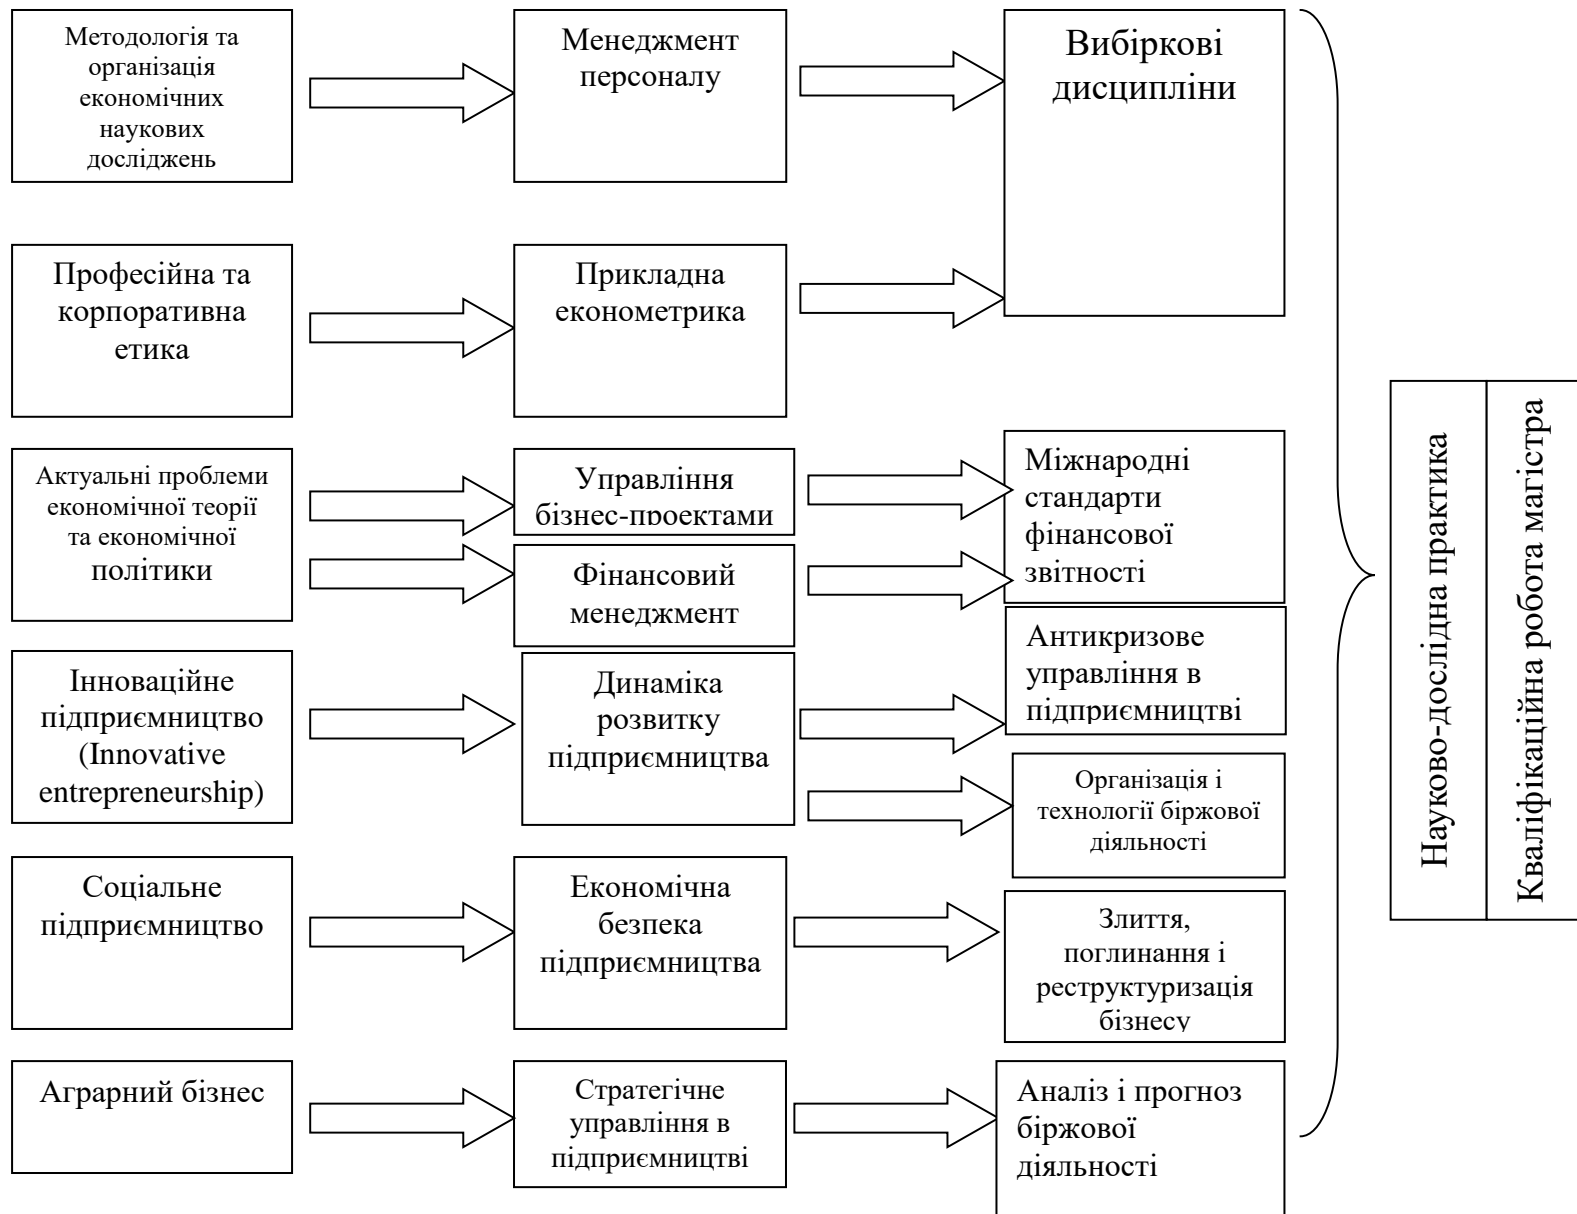 Методологія та
організація
економічних
наукових
досліджень
Менеджмент
персоналу
Вибіркові
дисципліни
Професійна та
корпоративна
етика
Прикладна
економетрика
Актуальні проблеми
економічної теорії
та економічної
політики
Управління
бізнес-проектами
Фінансовий
менеджмент
Міжнародні
стандарти
фінансової
звітності
Інноваційне
підприємництво
(Innovative
entrepreneurship)
Динаміка
розвитку
підприємництва
Антикризове
управління в
підприємництві
Організація і
технології біржової
діяльності
Соціальне
підприємництво
Економічна
безпека
підприємництва
Злиття,
поглинання і
реструктуризація
бізнесу
Аграрний бізнес
Стратегічне
управління в
підприємництві
Аналіз і прогноз
біржової
діяльності
Науково-дослідна практика
Кваліфікаційна робота магістра